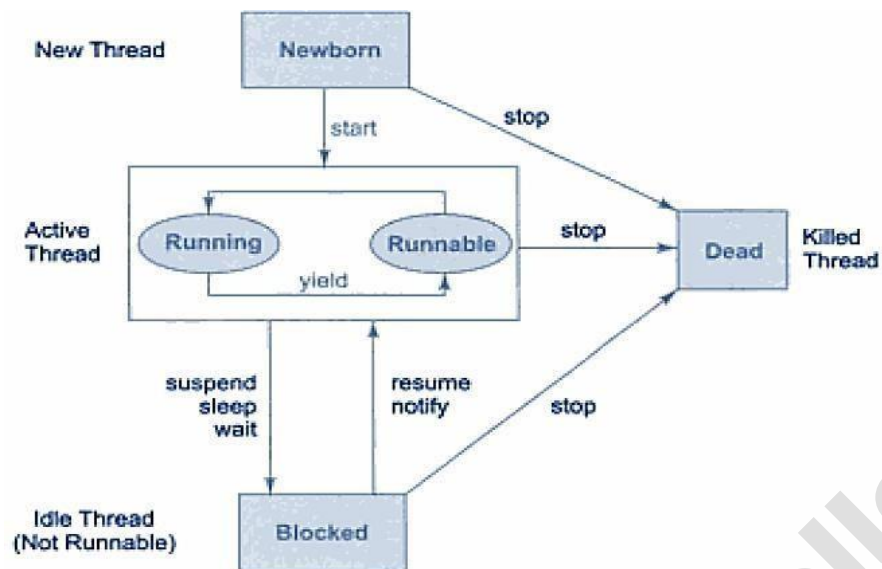 New Thread
Newborn
start
stop
Active
Thread
Running
Runnable
yield
stop
Dead
Killed
Thread
suspend
sleep
wait
resume
notify
stop
Idle Thread
(Not Runnable)
Blocked